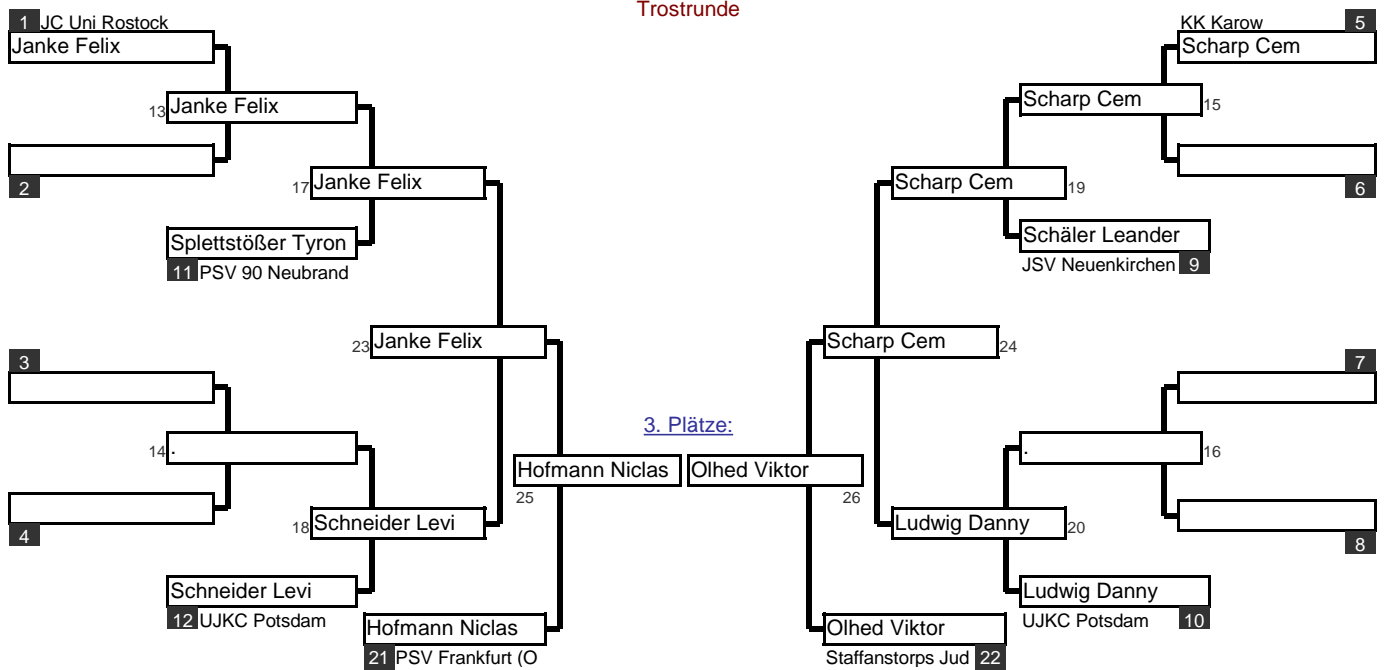 Trostrunde
1 JC Uni Rostock
KK Karow 5
Janke Felix
Scharp Cem
13 Janke Felix
Scharp Cem 15
2
6
17 Janke Felix
Scharp Cem 19
Splettstößer Tyron
Schäler Leander
11 PSV 90 Neubrand
JSV Neuenkirchen 9
23 Janke Felix
Scharp Cem 24
3
7
3. Plätze:
14 .
. 16
Hofmann Niclas
Olhed Viktor
25
26
4
8
18 Schneider Levi
Ludwig Danny 20
Schneider Levi
Ludwig Danny
12 UJKC Potsdam
UJKC Potsdam 10
Hofmann Niclas
Olhed Viktor
21 PSV Frankfurt (O
Staffanstorps Jud 22